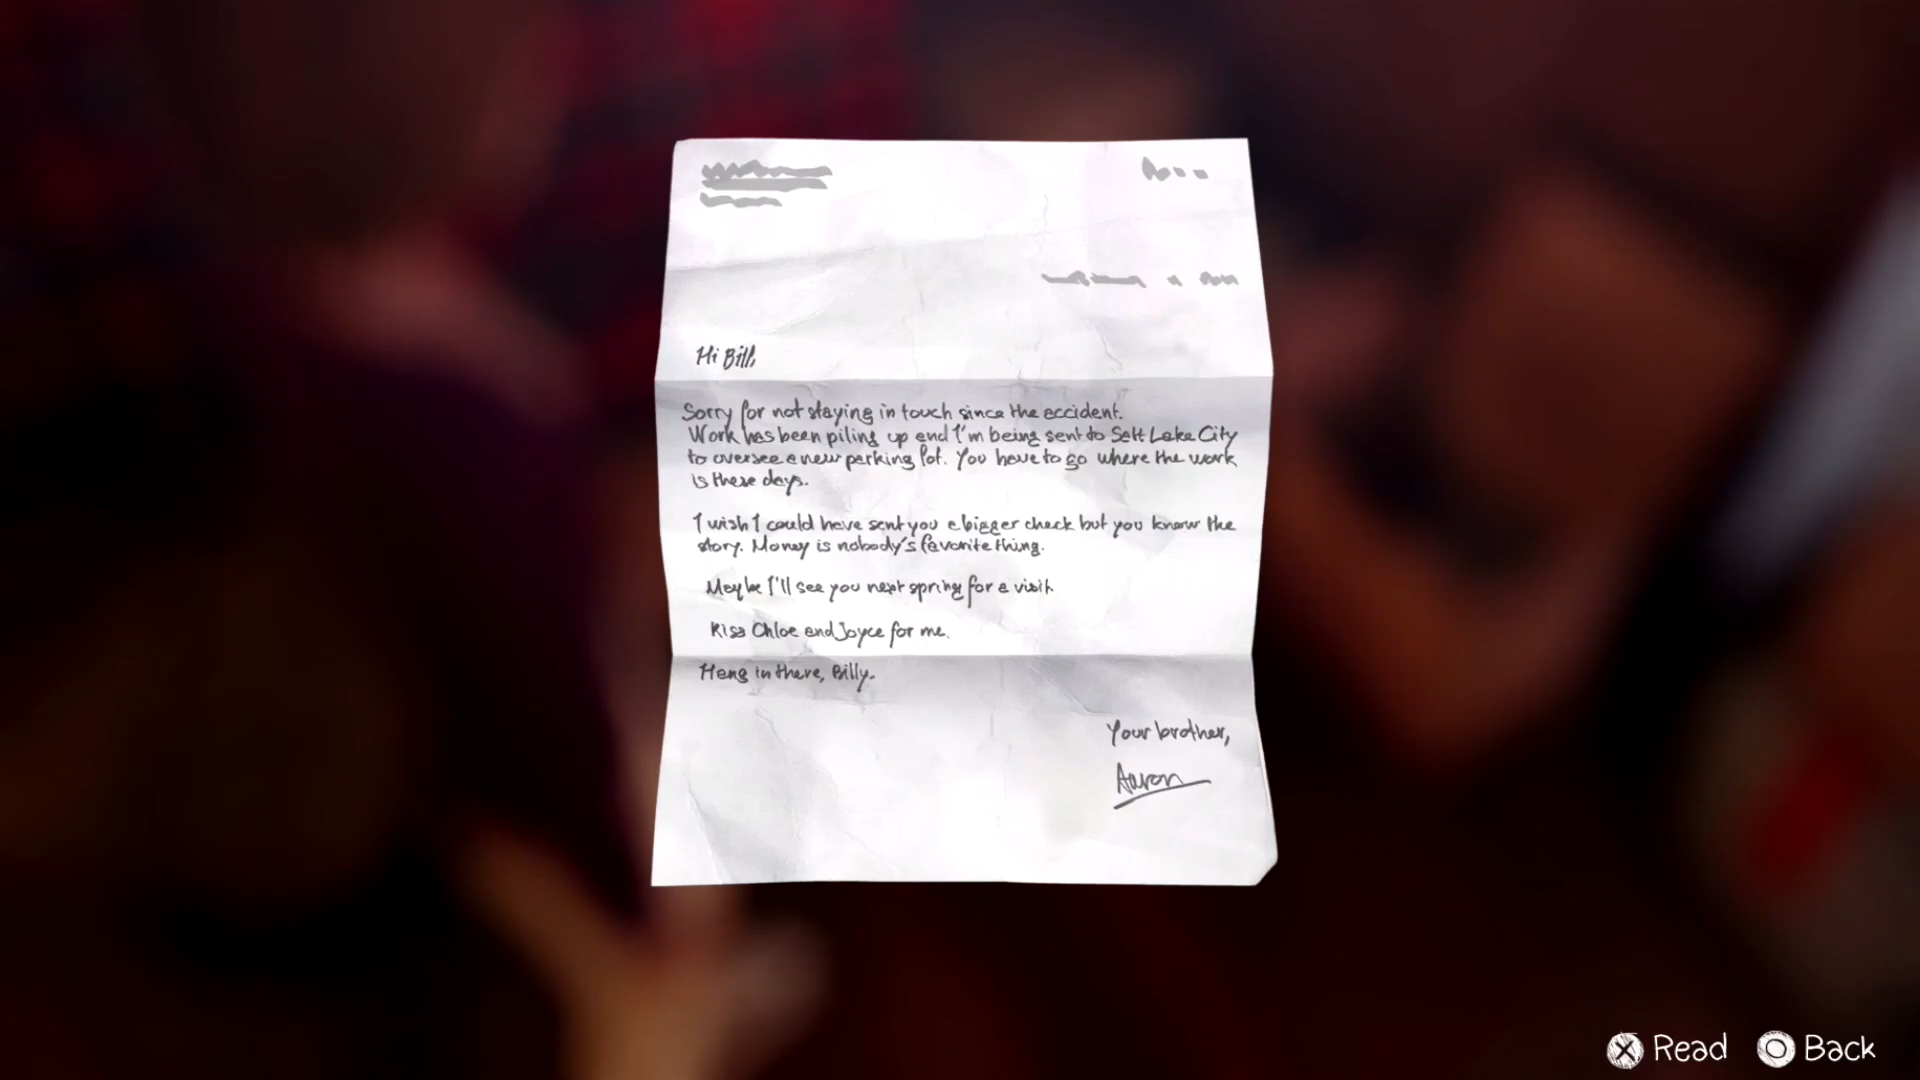 Hi Bill,
Sorry for not staying in touch since the accident.
Work has been piling up and I'm being sent to Salt Lake City
to oversee a new parking lot. You have to go where the work
is these days.
I wish I could have sent you a bigger check but you know the
story. Money is nobody's favorite thing.
Maybe I'll see you next spring for a visit.
Kiss Chloe and Joyce for me.
Hang in there, Billy.
Your brother,
Aaron
Read Back